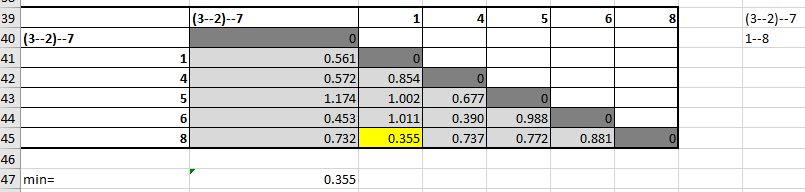 39 (3--2)--7 1 4 5 6 8 (3--2)--7
40 (3--2)--7 0 1--8
41 1 0.561 0
42 4 0.572 0.854 0
43 5 1.174 1.002 0.677 0
44 6 0.453 1.011 0.390 0.988 0
45 8 0.732 0.355 0.737 0.772 0.881 0
46
47 min= 0.355